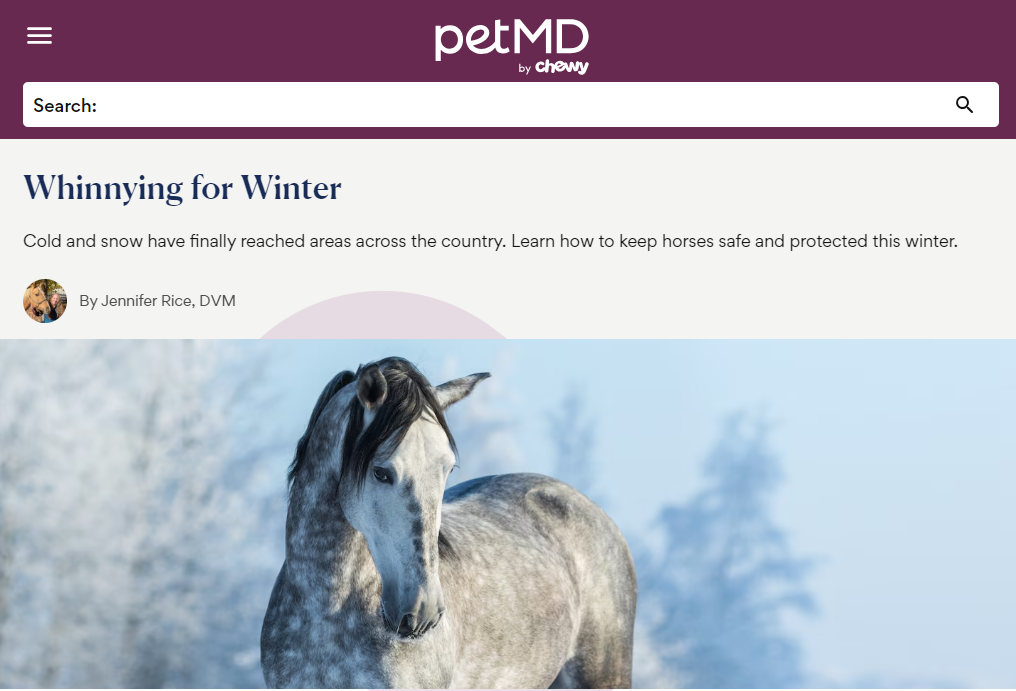 petMD
by chewy
Search:
Whinnying for Winter
Cold and snow have finally reached areas across the country. Learn how to keep horses safe and protected this winter.
By Jennifer Rice, DVM